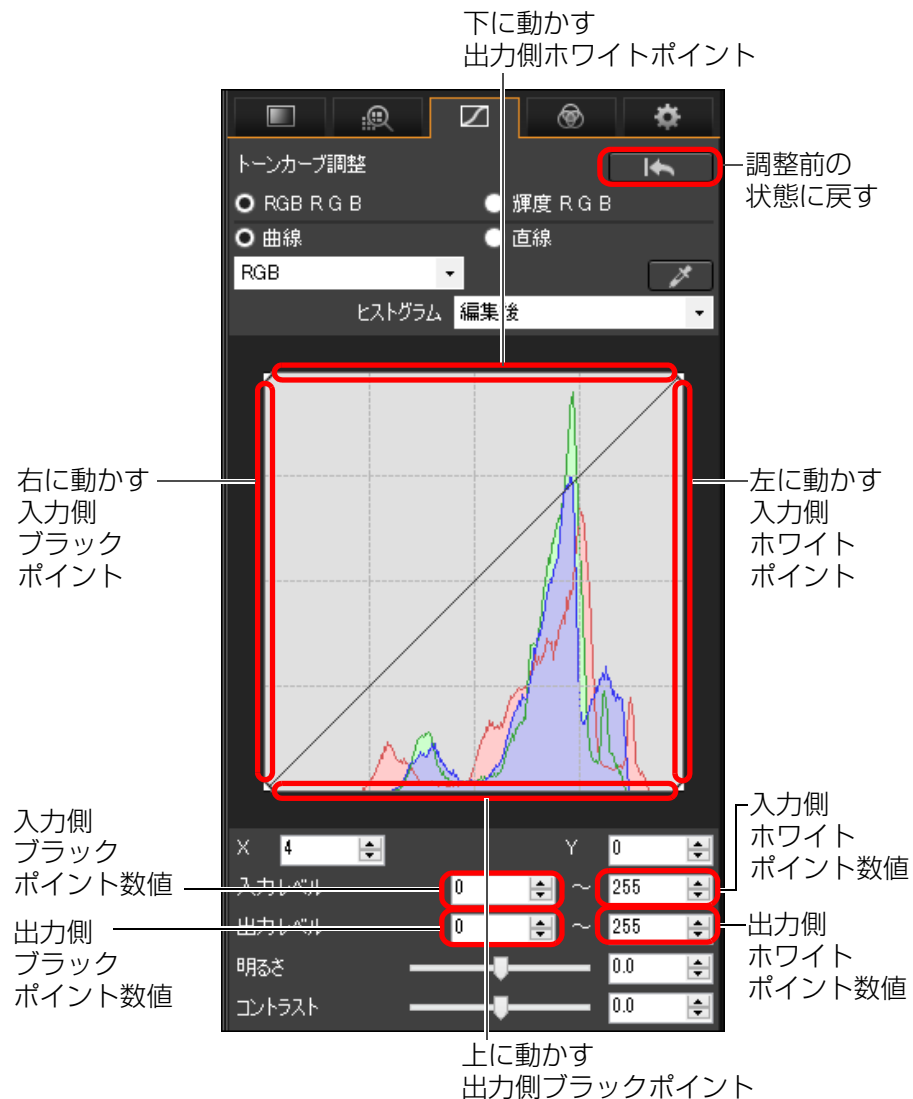 下に動かす
出力側ホワイトポイント
トーンカーブ調整
調整前の
状態に戻す
RGB R G B
輝度 R G B
曲線
直線
RGB
ヒストグラム 編集後
右に動かす
入力側
ブラック
ポイント
左に動かす
入力側
ホワイト
ポイント
入力側
ブラック
ポイント数値
入力側
ホワイト
ポイント数値
X 4 Y 0
入力レベル 0 ～ 255
出力レベル 0 ～ 255
出力側
ブラック
ポイント数値
出力側
ホワイト
ポイント数値
明るさ 0.0
コントラスト 0.0
上に動かす
出力側ブラックポイント